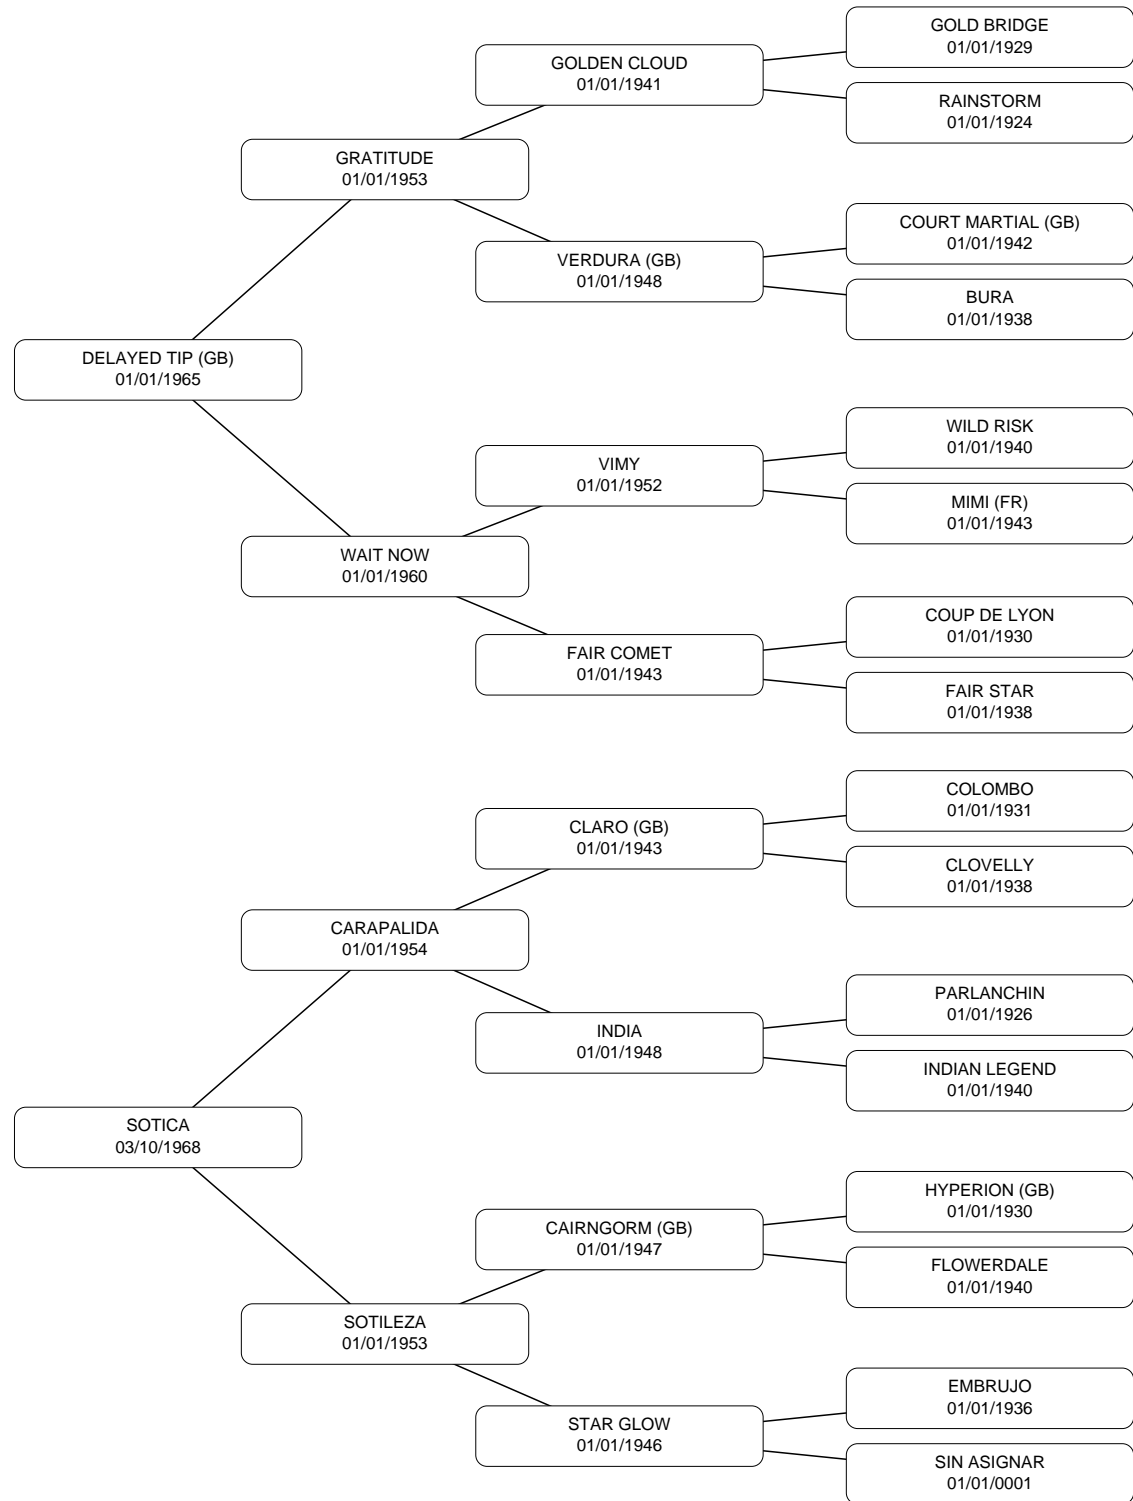 GOLD BRIDGE
01/01/1929
GOLDEN CLOUD
01/01/1941
RAINSTORM
01/01/1924
GRATITUDE
01/01/1953
COURT MARTIAL (GB)
01/01/1942
VERDURA (GB)
01/01/1948
BURA
01/01/1938
DELAYED TIP (GB)
01/01/1965
WILD RISK
01/01/1940
VIMY
01/01/1952
MIMI (FR)
01/01/1943
WAIT NOW
01/01/1960
COUP DE LYON
01/01/1930
FAIR COMET
01/01/1943
FAIR STAR
01/01/1938
COLOMBO
01/01/1931
CLARO (GB)
01/01/1943
CLOVELLY
01/01/1938
CARAPALIDA
01/01/1954
PARLANCHIN
01/01/1926
INDIA
01/01/1948
INDIAN LEGEND
01/01/1940
SOTICA
03/10/1968
HYPERION (GB)
01/01/1930
CAIRNGORM (GB)
01/01/1947
FLOWERDALE
01/01/1940
SOTILEZA
01/01/1953
EMBRUJO
01/01/1936
STAR GLOW
01/01/1946
SIN ASIGNAR
01/01/0001